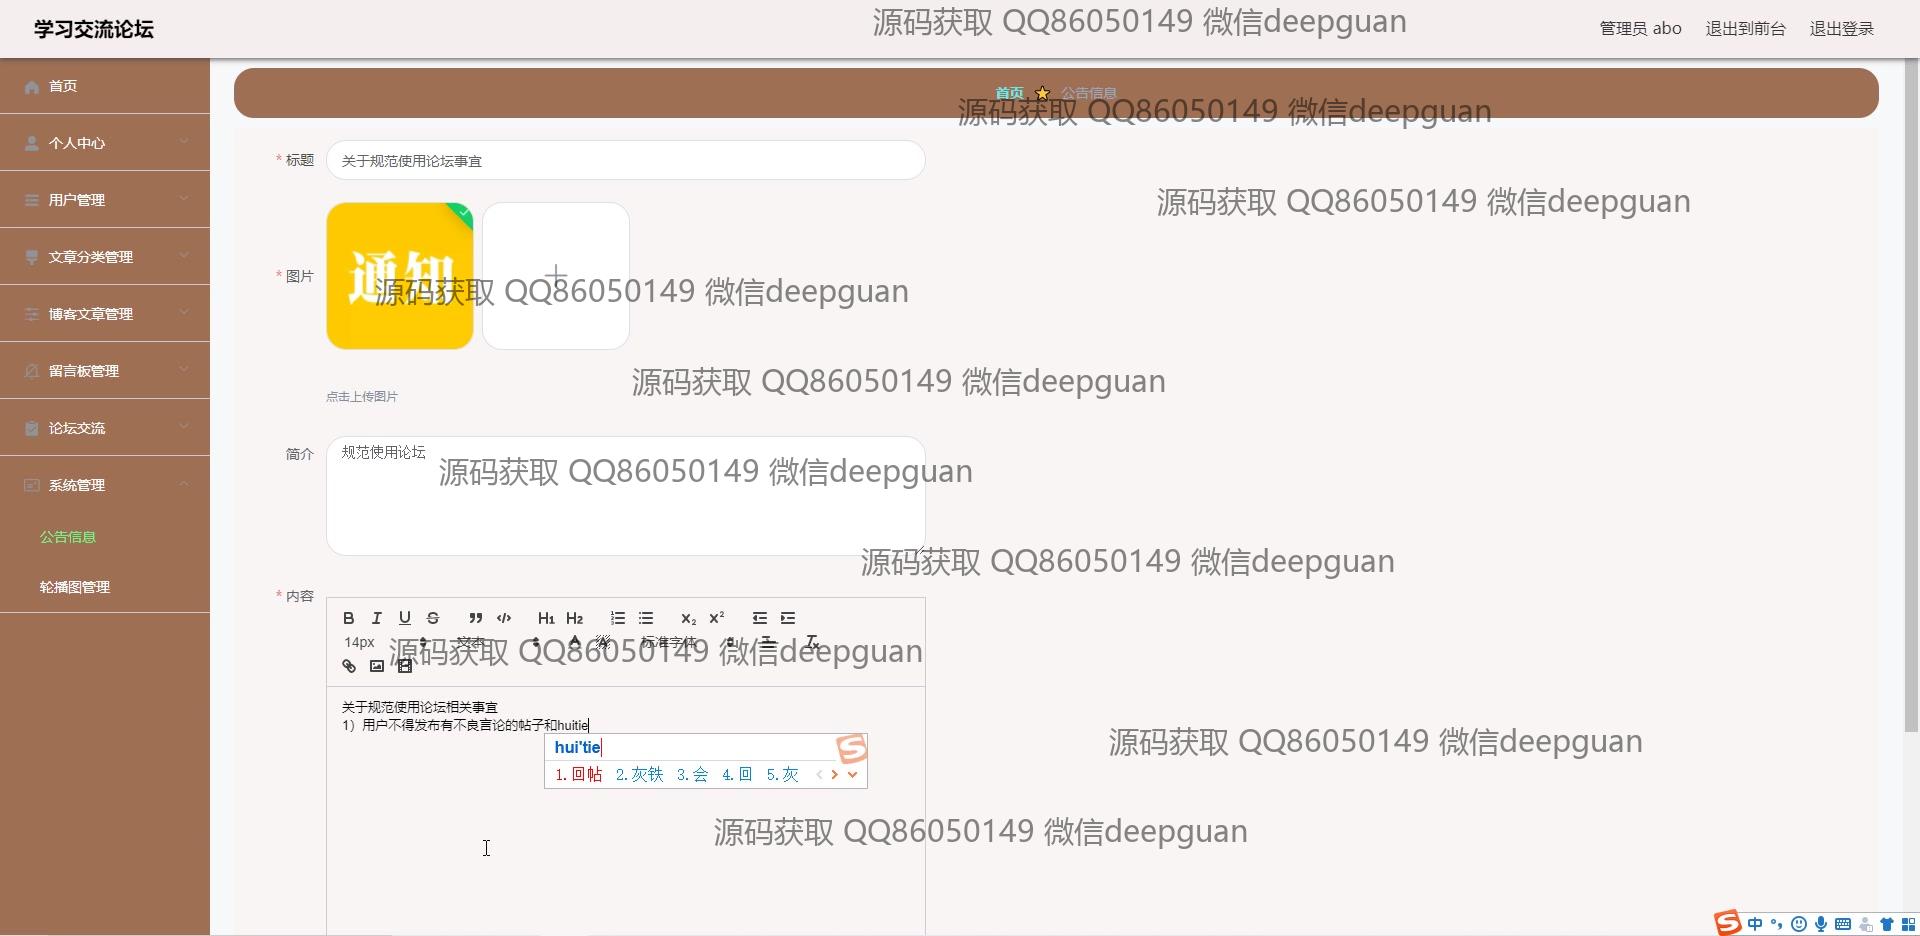 学习交流论坛
源码获取 QQ86050149 微信deepguan
管理员 abo
退出到前台
退出登录
首页
个人中心
用户管理
文章分类管理
博客文章管理
留言板管理
论坛交流
系统管理
公告信息
轮播图管理
首页 公告信息
源码获取 QQ86050149 微信deepguan
* 标题 关于规范使用论坛事宜
源码获取 QQ86050149 微信deepguan
* 图片
通知
源码获取 QQ86050149 微信deepguan
源码获取 QQ86050149 微信deepguan
点击上传图片
简介 规范使用论坛
源码获取 QQ86050149 微信deepguan
源码获取 QQ86050149 微信deepguan
* 内容
B I U S H1 H2 X2 X2
14px 文本 A A 标准字体 Tx
源码获取 QQ86050149 微信deepguan
关于规范使用论坛相关事宜
1）用户不得发布有不良言论的帖子和huitie
hui'tie
1.回帖 2.灰铁 3.会 4.回 5.灰
源码获取 QQ86050149 微信deepguan
源码获取 QQ86050149 微信deepguan
S 中